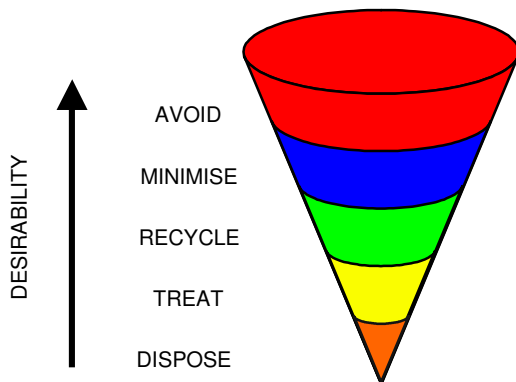 DESIRABILITY
AVOID
MINIMISE
RECYCLE
TREAT
DISPOSE